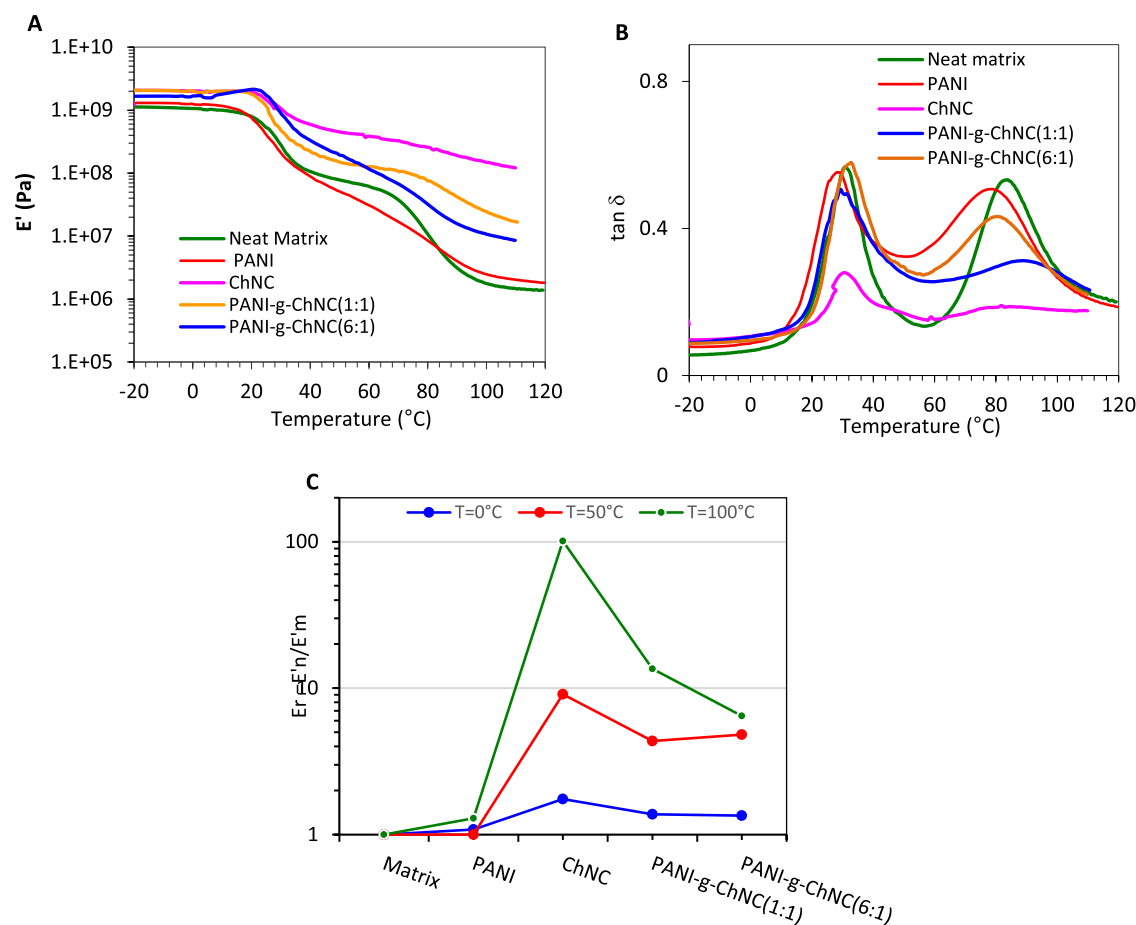 A
1.E+10
1.E+09
1.E+08
1.E+07
1.E+06
1.E+05
E' (Pa)
Neat Matrix
PANI
ChNC
PANI-g-ChNC(1:1)
PANI-g-ChNC(6:1)
-20 0 20 40 60 80 100 120
Temperature (°C)
B
0.8
0.4
0
tan δ
Neat matrix
PANI
ChNC
PANI-g-ChNC(1:1)
PANI-g-ChNC(6:1)
-20 0 20 40 60 80 100 120
Temperature (°C)
C
T=0°C T=50°C T=100°C
100
10
1
E'n/E'm
Matrix
PANI
ChNC
PANI-g-ChNC(1:1)
PANI-g-ChNC(6:1)